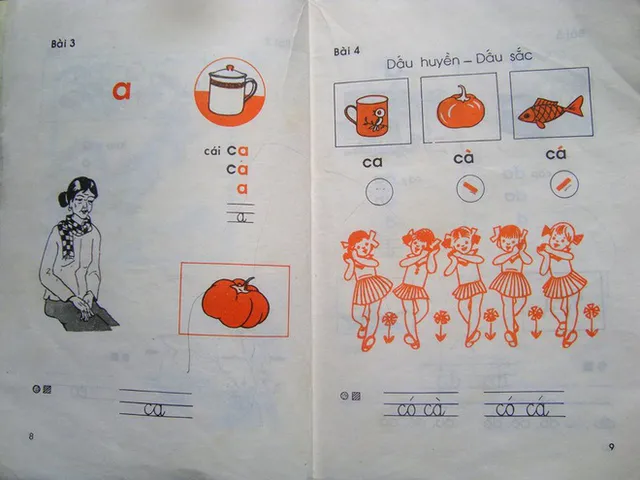 Bài 3
a
cái ca
ca
a
a
ca
8
Bài 4
Dấu huyền – Dấu sắc
ca
cà
cá
có cà
có cá
9